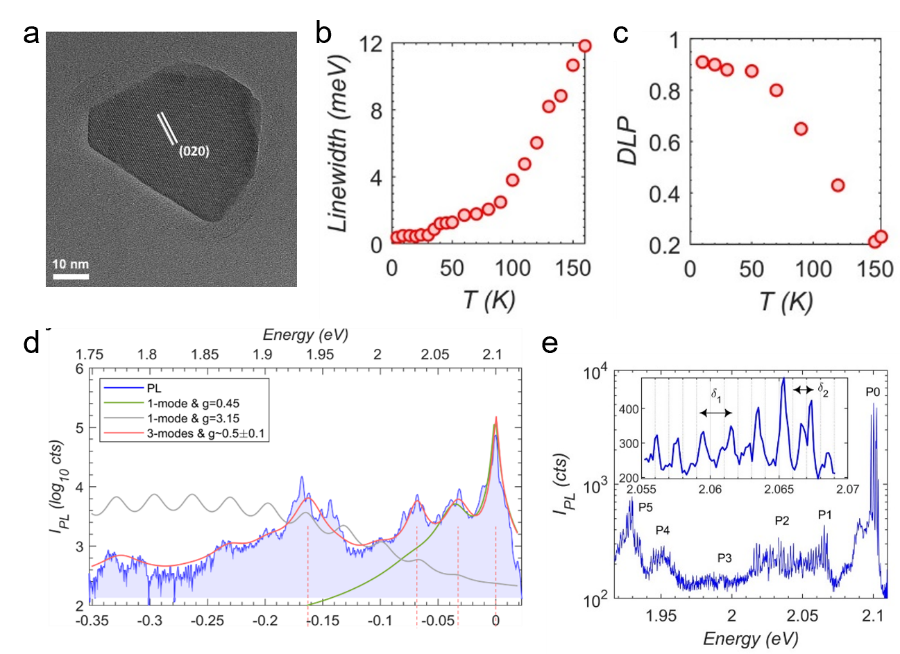 a
(020)
10 nm
b
Linewidth (meV)
12
8
4
0
0
50
100
150
T (K)
c
DLP
1
0.8
0.6
0.4
0.2
0
50
100
150
T (K)
d
Energy (eV)
1.75 1.8 1.85 1.9 1.95 2 2.05 2.1
I_PL (log10 cts)
6
5
4
3
2
PL
1-mode & g=0.45
1-mode & g=3.15
3-modes & g~0.5±0.1
-0.35 -0.3 -0.25 -0.2 -0.15 -0.1 -0.05 0
e
I_PL (cts)
10^4
10^3
10^2
400
300
200
δ1
δ2
2.055 2.06 2.065 2.07
P0
P5
P4
P3
P2
P1
1.95 2 2.05 2.1
Energy (eV)